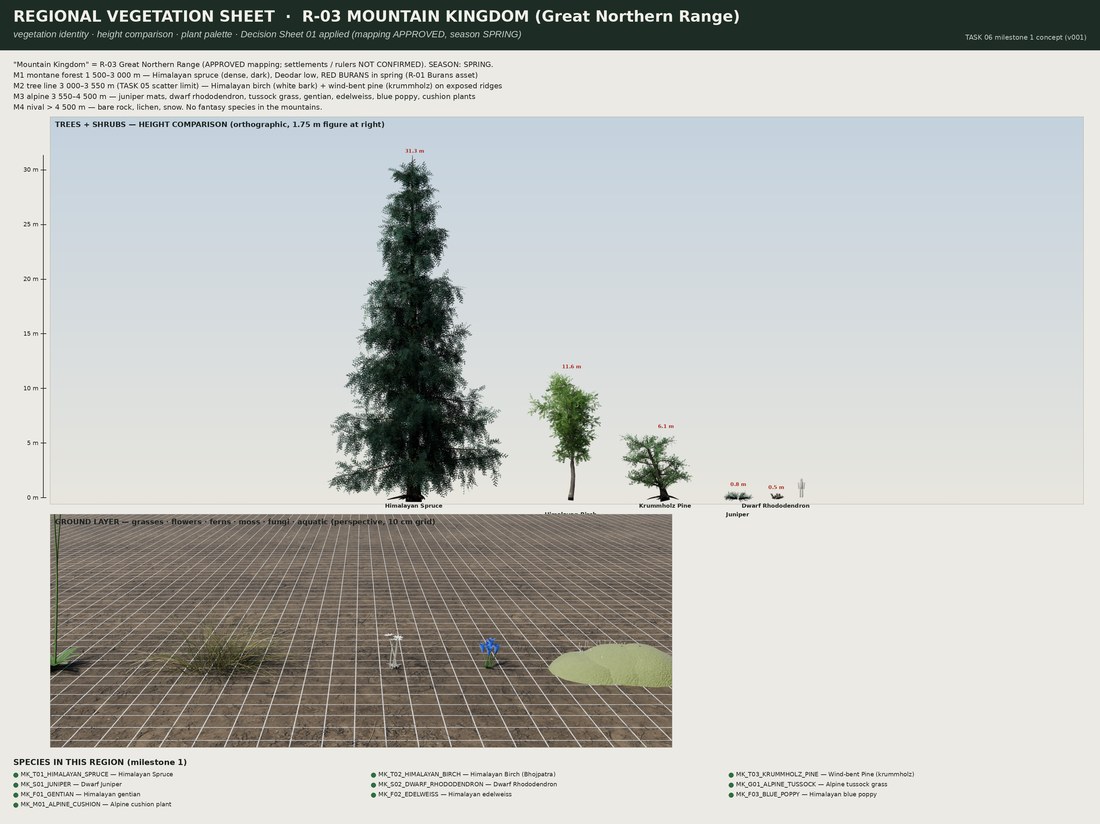 REGIONAL VEGETATION SHEET · R-03 MOUNTAIN KINGDOM (Great Northern Range)
vegetation identity · height comparison · plant palette · Decision Sheet 01 applied (mapping APPROVED, season SPRING)
TASK 06 milestone 1 concept (v001)
"Mountain Kingdom" = R-03 Great Northern Range (APPROVED mapping; settlements / rulers NOT CONFIRMED). SEASON: SPRING.
M1 montane forest 1 500–3 000 m — Himalayan spruce (dense, dark), Deodar low, RED BURANS in spring (R-01 Burans asset)
M2 tree line 3 000–3 550 m (TASK 05 scatter limit) — Himalayan birch (white bark) + wind-bent pine (krummholz) on exposed ridges
M3 alpine 3 550–4 500 m — juniper mats, dwarf rhododendron, tussock grass, gentian, edelweiss, blue poppy, cushion plants
M4 nival > 4 500 m — bare rock, lichen, snow. No fantasy species in the mountains.
TREES + SHRUBS — HEIGHT COMPARISON (orthographic, 1.75 m figure at right)
31.3 m
30 m
25 m
20 m
15 m
11.6 m
10 m
6.1 m
5 m
0.8 m
0.5 m
0 m
Himalayan Spruce
Krummholz Pine
Dwarf Rhododendron
Himalayan Birch
Juniper
GROUND LAYER — grasses · flowers · ferns · moss · fungi · aquatic (perspective, 10 cm grid)
SPECIES IN THIS REGION (milestone 1)
MK_T01_HIMALAYAN_SPRUCE — Himalayan Spruce
MK_T02_HIMALAYAN_BIRCH — Himalayan Birch (Bhojpatra)
MK_T03_KRUMMHOLZ_PINE — Wind-bent Pine (krummholz)
MK_S01_JUNIPER — Dwarf Juniper
MK_S02_DWARF_RHODODENDRON — Dwarf Rhododendron
MK_G01_ALPINE_TUSSOCK — Alpine tussock grass
MK_F01_GENTIAN — Himalayan gentian
MK_F02_EDELWEISS — Himalayan edelweiss
MK_F03_BLUE_POPPY — Himalayan blue poppy
MK_M01_ALPINE_CUSHION — Alpine cushion plant